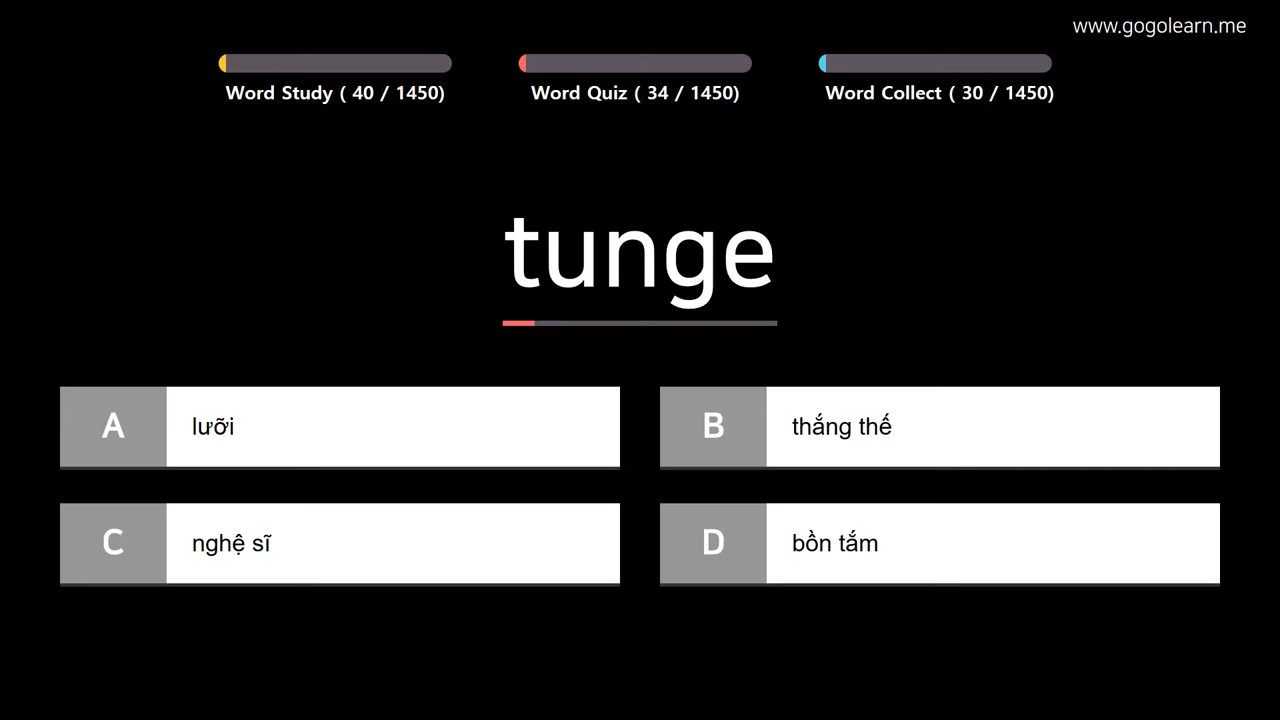 www.gogolearn.me
Word Study ( 40 / 1450)
Word Quiz ( 34 / 1450)
Word Collect ( 30 / 1450)
tunge
A lưỡi
B thắng thế
C nghệ sĩ
D bồn tắm